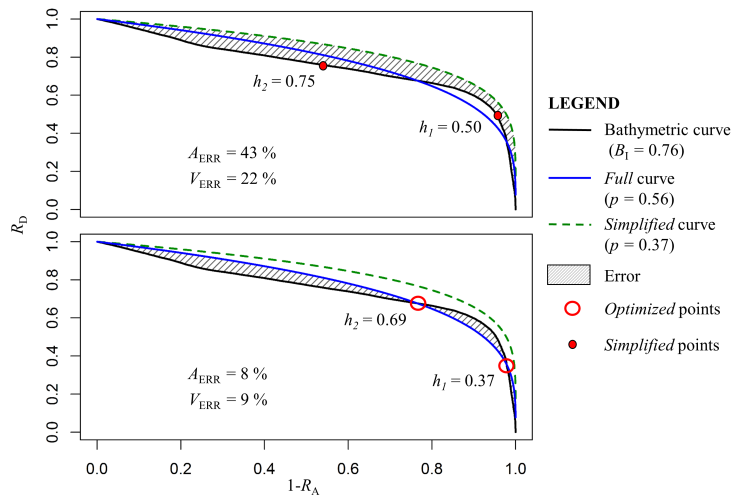 1.0
0.8
0.6
0.4
0.2
0.0
h2 = 0.75
h1 = 0.50
AERR = 43 %
VERR = 22 %
RD
1.0
0.8
0.6
0.4
0.2
0.0
h2 = 0.69
h1 = 0.37
AERR = 8 %
VERR = 9 %
0.0 0.2 0.4 0.6 0.8 1.0
1-RA
LEGEND
Bathymetric curve
(BI = 0.76)
Full curve
(p = 0.56)
Simplified curve
(p = 0.37)
Error
Optimized points
Simplified points